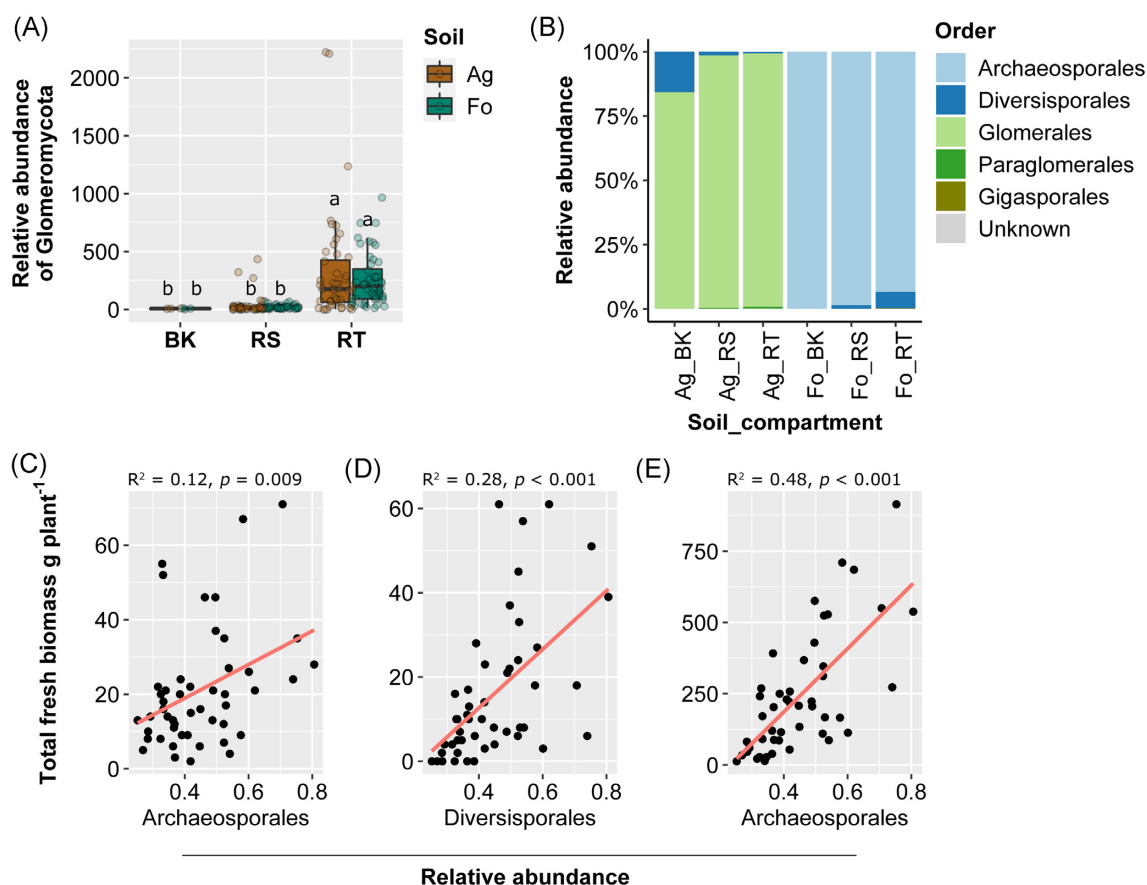 (A)
Relative abundance
of Glomeromycota
2000
1500
1000
500
0
b b
b b
a
a
BK RS RT
Soil
Ag
Fo
(B)
Relative abundance
100%
75%
50%
25%
0%
Ag_BK
Ag_RS
Ag_RT
Fo_BK
Fo_RS
Fo_RT
Soil_compartment
Order
Archaeosporales
Diversisporales
Glomerales
Paraglomerales
Gigasporales
Unknown
Total fresh biomass g plant⁻¹
(C)
R² = 0.12, p = 0.009
60
40
20
0
0.4 0.6 0.8
Archaeosporales
(D)
R² = 0.28, p < 0.001
60
40
20
0
0.4 0.6 0.8
Diversisporales
(E)
R² = 0.48, p < 0.001
750
500
250
0
0.4 0.6 0.8
Archaeosporales
Relative abundance